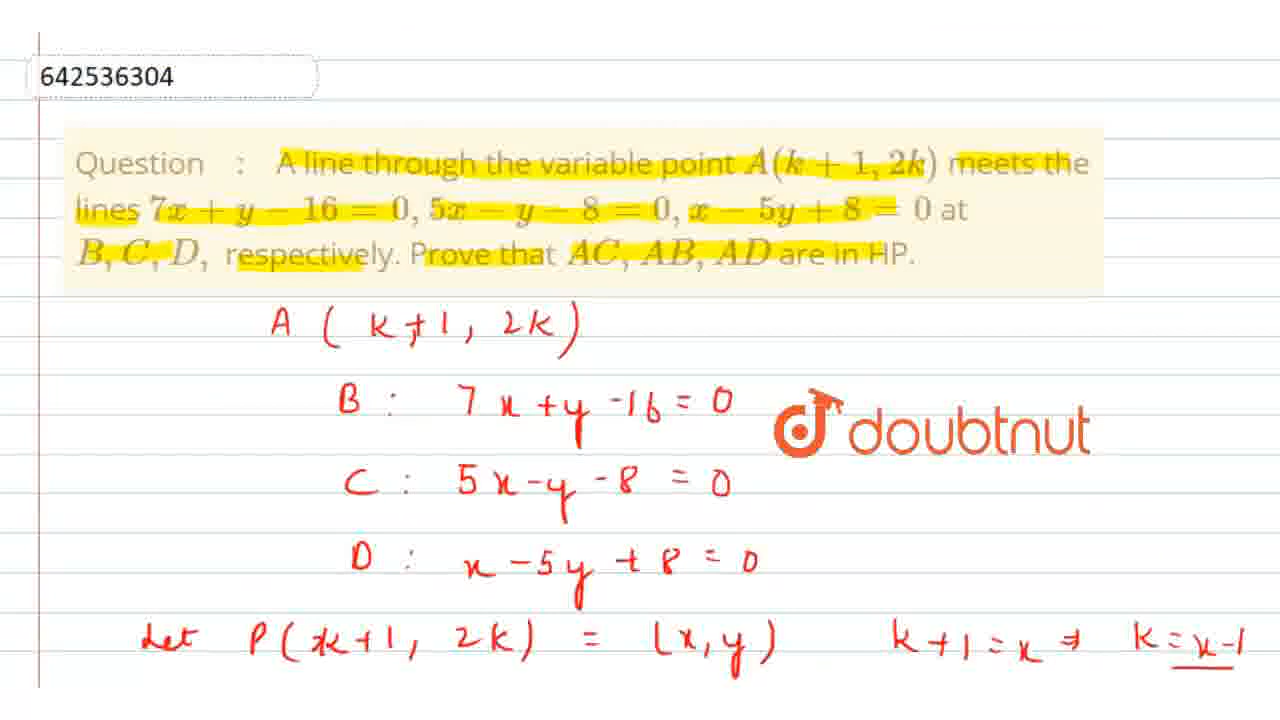 642536304
Question : A line through the variable point A(k + 1, 2k) meets the
lines 7x + y − 16 = 0, 5x − y − 8 = 0, x − 5y + 8 = 0 at
B, C, D, respectively. Prove that AC, AB, AD are in HP.
A ( k+1, 2k)
B : 7x+y-16=0
doubtnut
C : 5x-y-8 = 0
D : x-5y+8=0
Let P(k+1, 2k) = (x,y) k+1=x ⇒ k=x-1